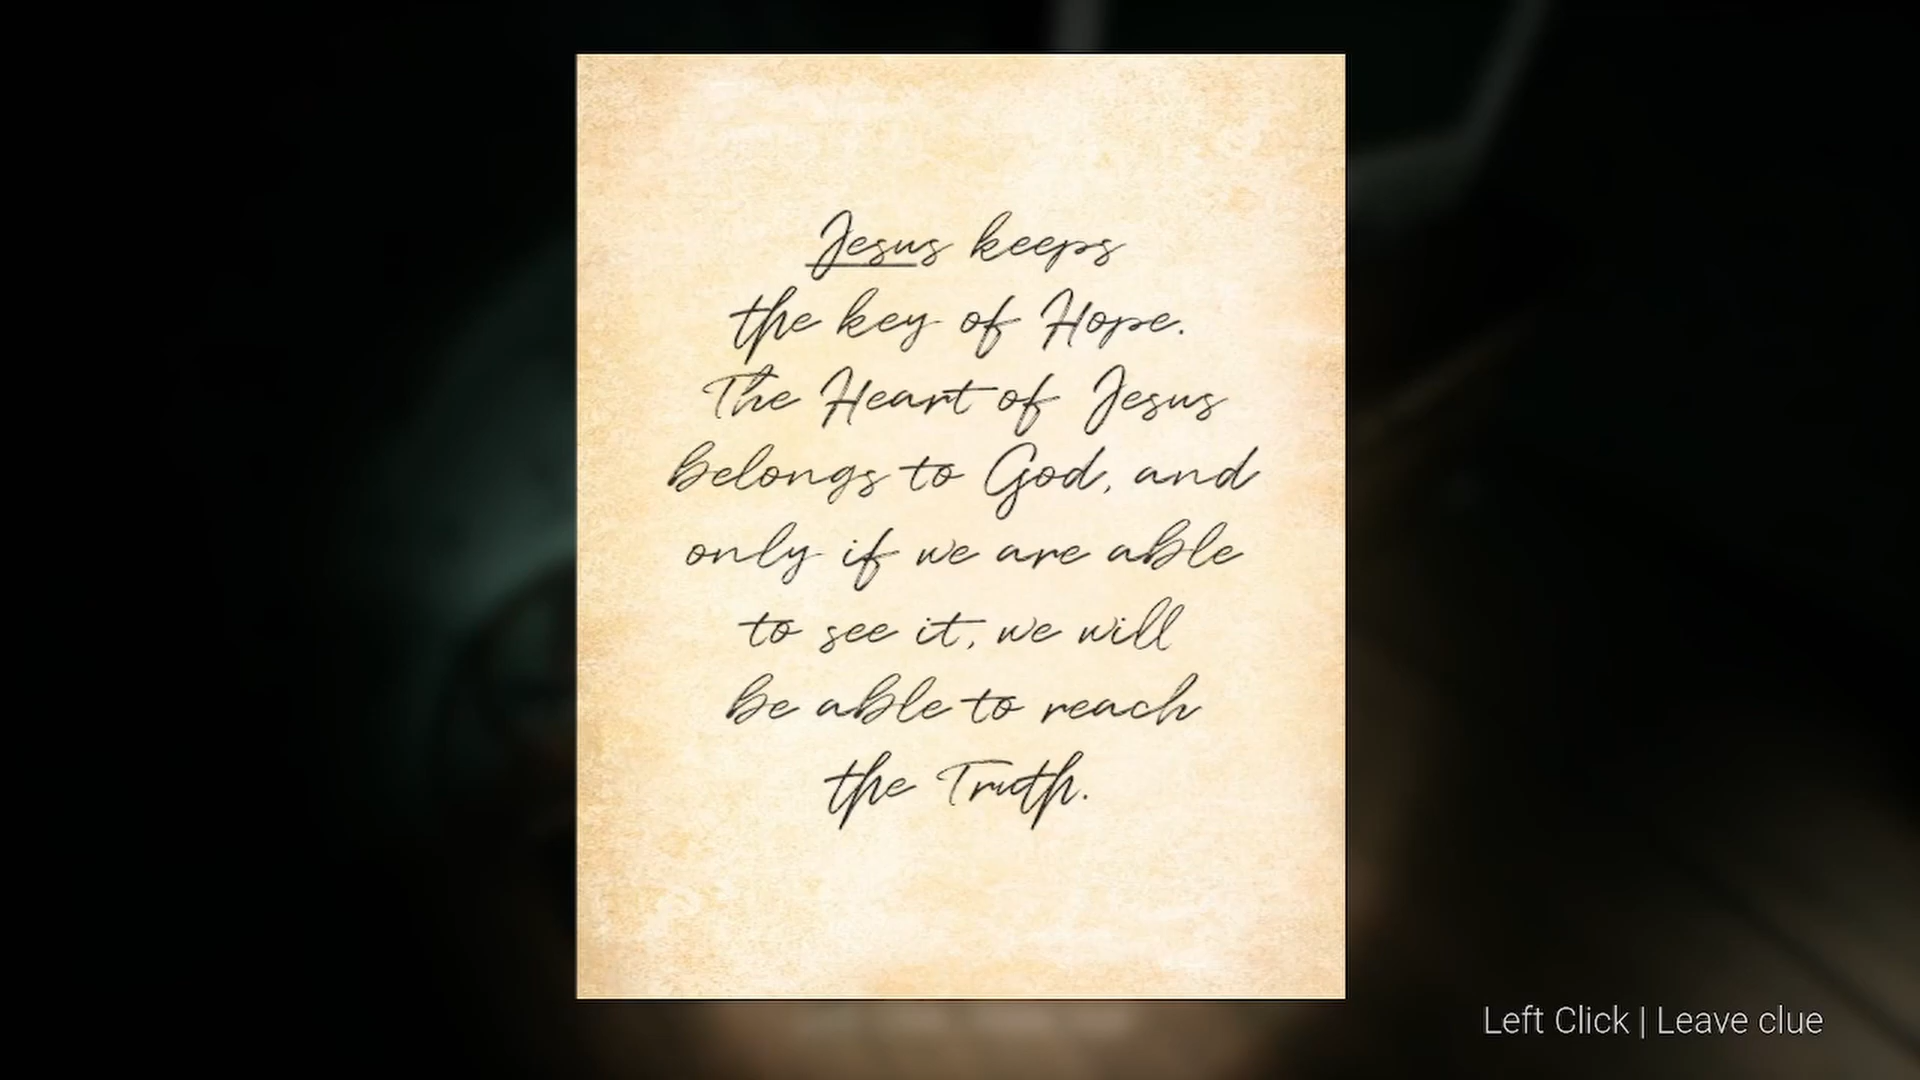 Jesus keeps
the key of Hope.
The Heart of Jesus
belongs to God, and
only if we are able
to see it, we will
be able to reach
the Truth.
Left Click | Leave clue